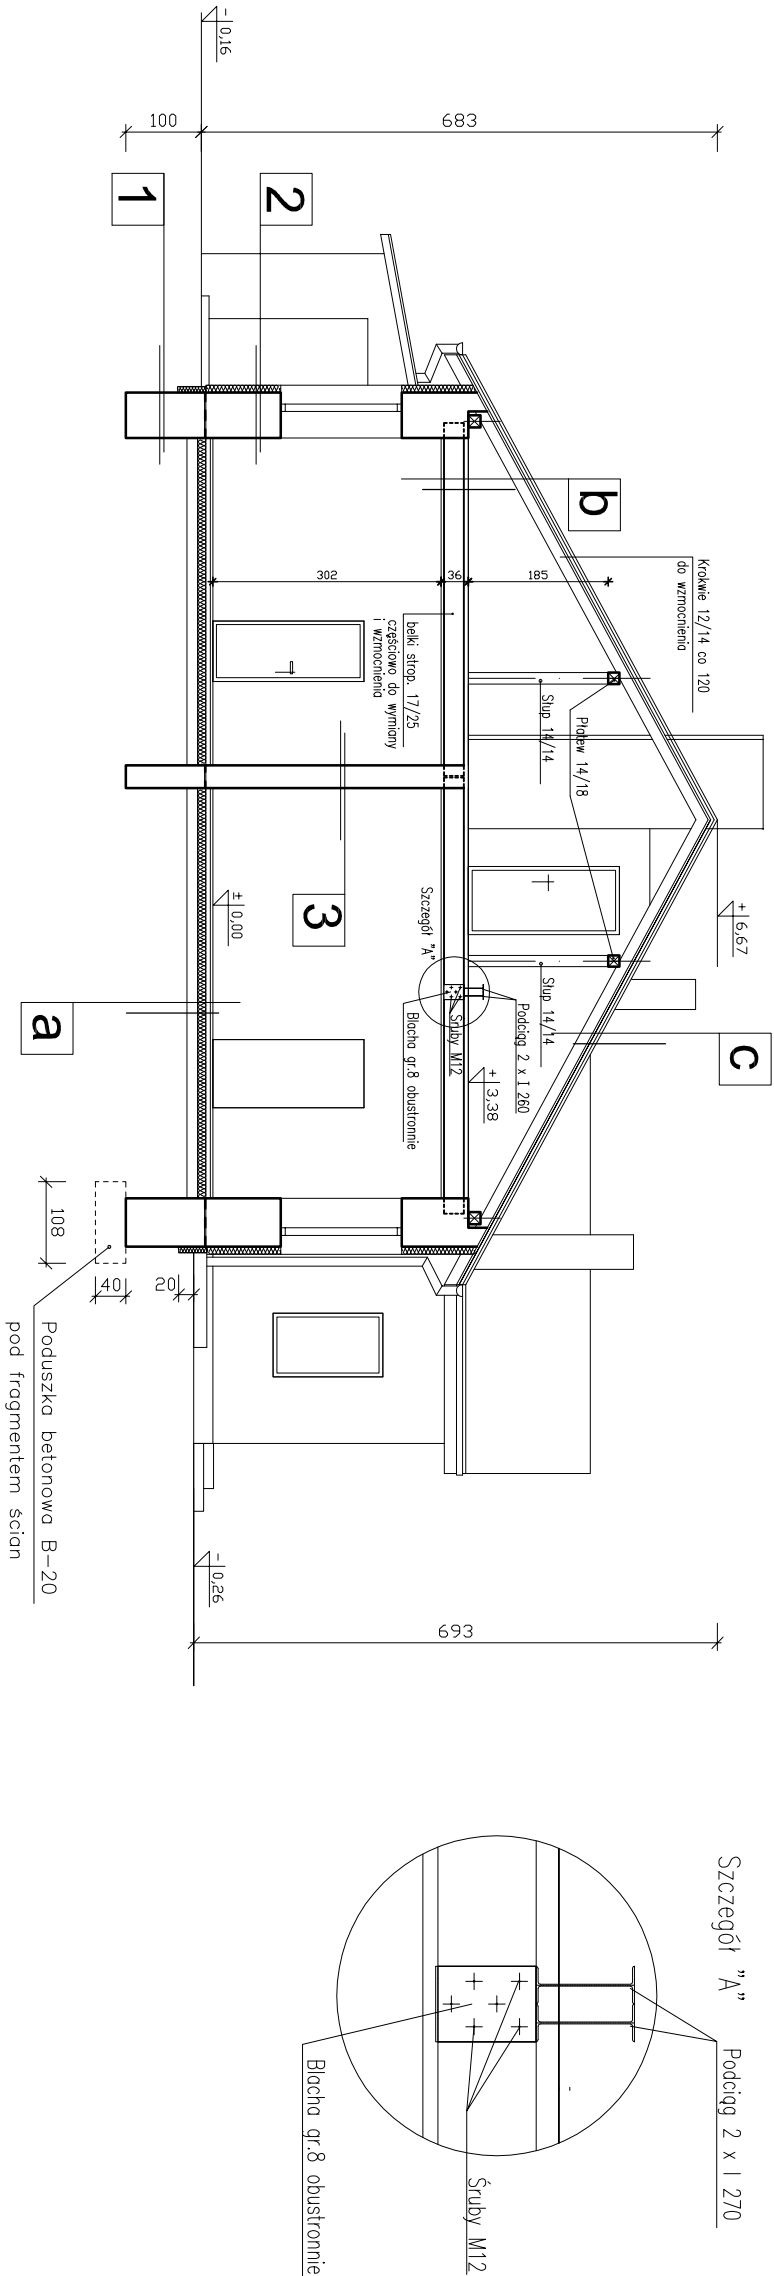 - 0,16
100
683
1
2
b
Krokwie 12/14 co 120
do wzmocnienia
302
36
185
belki strop. 17/25
częściowo do wymiany
i wzmocnienia
Słup 14/14
Płatew 14/18
3
± 0,00
+ 6,67
Szczegół "A"
Słup 14/14
a
c
Podciąg 2 x I 260
Śruby M12
Blacha gr.8 obustronnie
+ 3,38
108
40
20
Poduszka betonowa B-20
pod fragmentem ścian
- 0,26
693
Szczegół "A"
Podciąg 2 x I 270
Śruby M12
Blacha gr.8 obustronnie